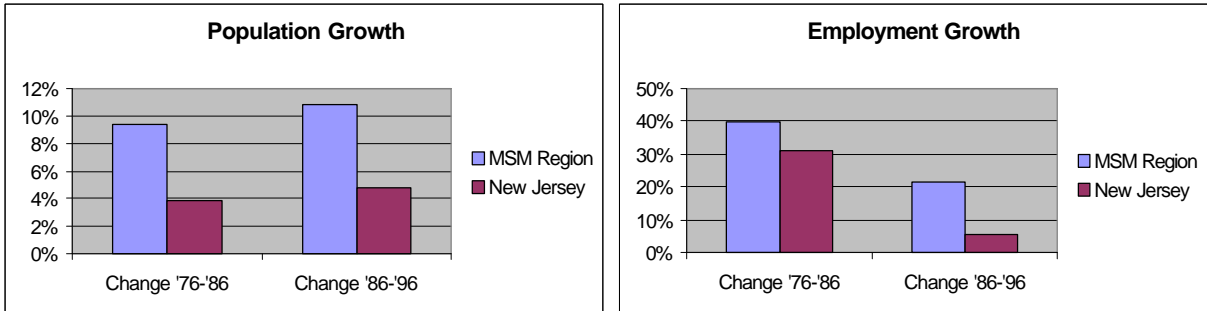 Population Growth
12%
10%
8%
6%
4%
2%
0%
Change '76-'86
Change '86-'96
MSM Region
New Jersey
Employment Growth
50%
40%
30%
20%
10%
0%
Change '76-'86
Change '86-'96
MSM Region
New Jersey